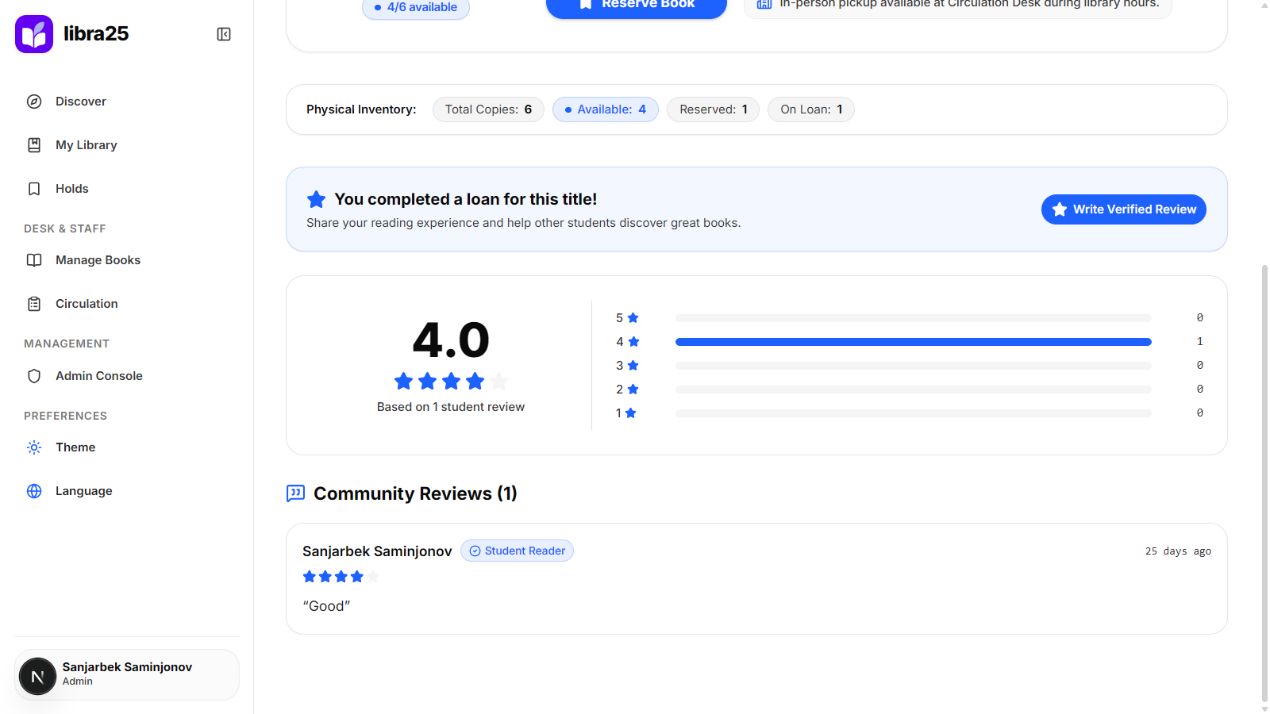 libra25
Discover
My Library
Holds
DESK & STAFF
Manage Books
Circulation
MANAGEMENT
Admin Console
PREFERENCES
Theme
Language
N
Sanjarbek Saminjonov
Admin
4/6 available
Reserve Book
In-person pickup available at Circulation Desk during library hours.
Physical Inventory: Total Copies: 6 Available: 4 Reserved: 1 On Loan: 1
You completed a loan for this title!
Share your reading experience and help other students discover great books.
Write Verified Review
4.0
Based on 1 student review
5 0
4 1
3 0
2 0
1 0
Community Reviews (1)
Sanjarbek Saminjonov Student Reader 25 days ago
“Good”